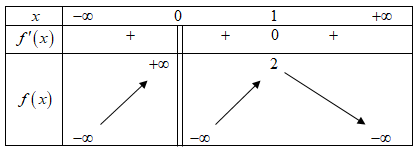 x −∞ 0 1 +∞
f′(x) + + 0 +
+∞ 2
f(x)
−∞ −∞ −∞